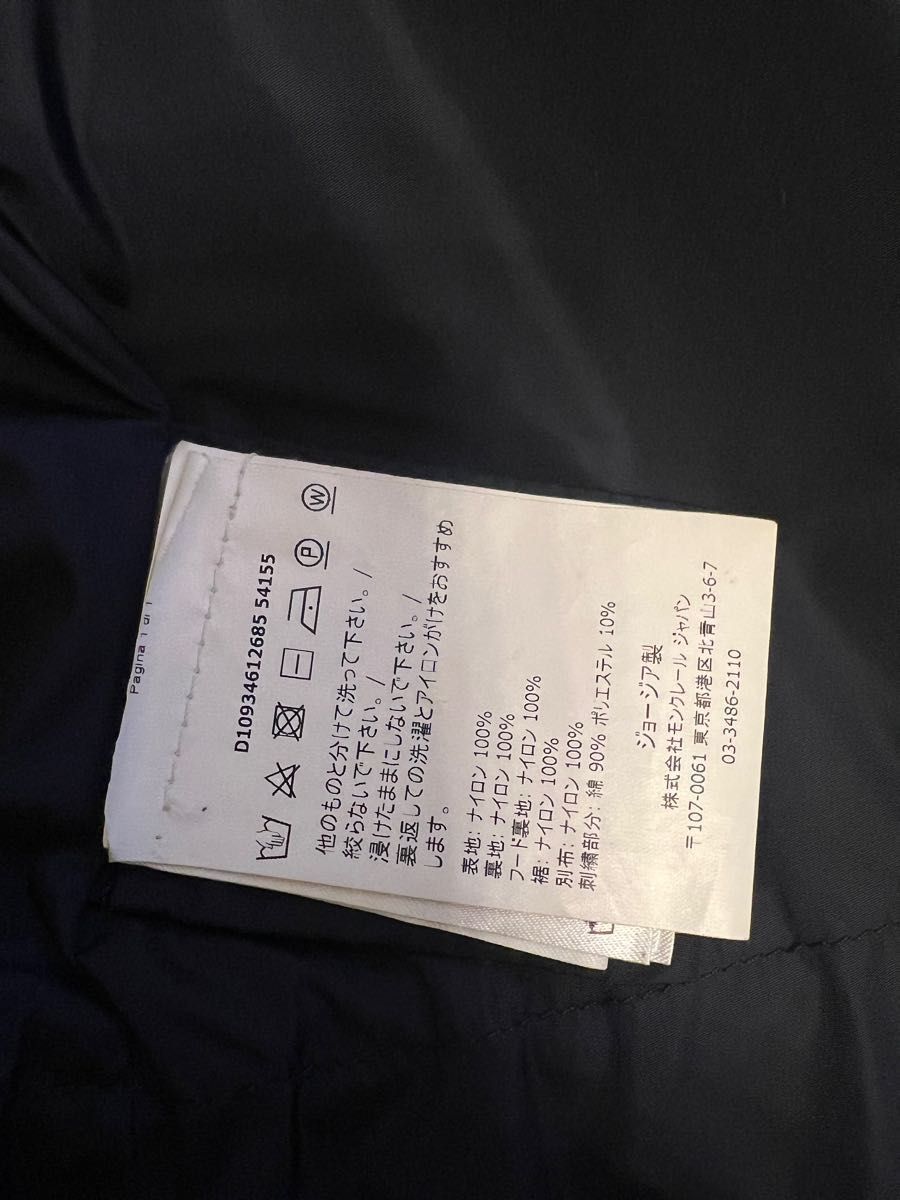 Pagina 1 di 1
D10934612685 54155
P W
他のものと分けて洗って下さい。/
絞らないで下さい。/
浸けたままにしないで下さい。/
裏返しての洗濯とアイロンがけをおすすめ
します。
表地: ナイロン 100%
裏地: ナイロン 100%
フード裏地: ナイロン 100%
裾: ナイロン 100%
別布: ナイロン 100%
刺繍部分: 綿 90% ポリエステル 10%
ジョージア製
株式会社モンクレール ジャパン
〒107-0061 東京都港区北青山3-6-7
03-3486-2110